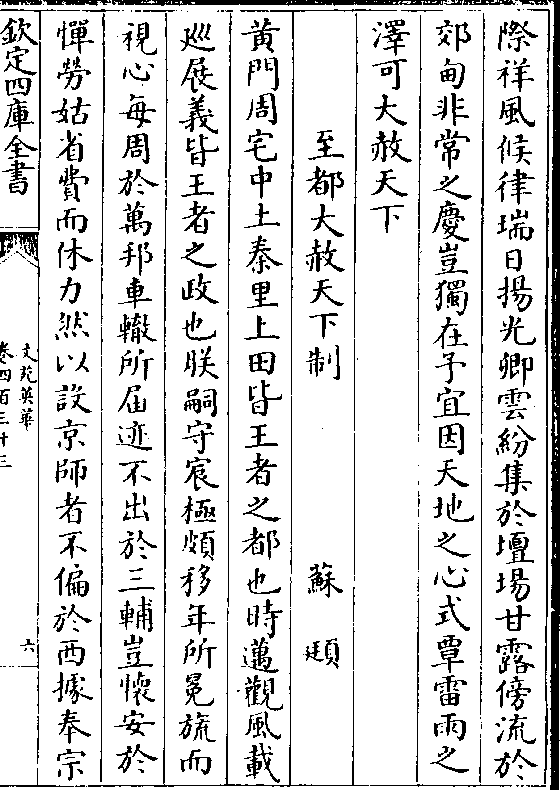 際祥風候律瑞日揚光卿雲紛集於壇場甘露傍流於
郊甸非常之慶豈獨在予宜因天地之心式覃雷雨之
澤可大赦天下
至都大赦天下制 蘇頲
黄門周宅中土秦里上田皆王者之都也時邁觀風載
廵展義皆王者之政也朕嗣守宸極頗移年所冕旒而
視心每周於萬邦車轍所届迹不出於三輔豈懷安於
憚勞姑省費而休力然以設京師者不偏於西據奉宗
欽定四庫全書
文苑英華
卷四百三十三
六